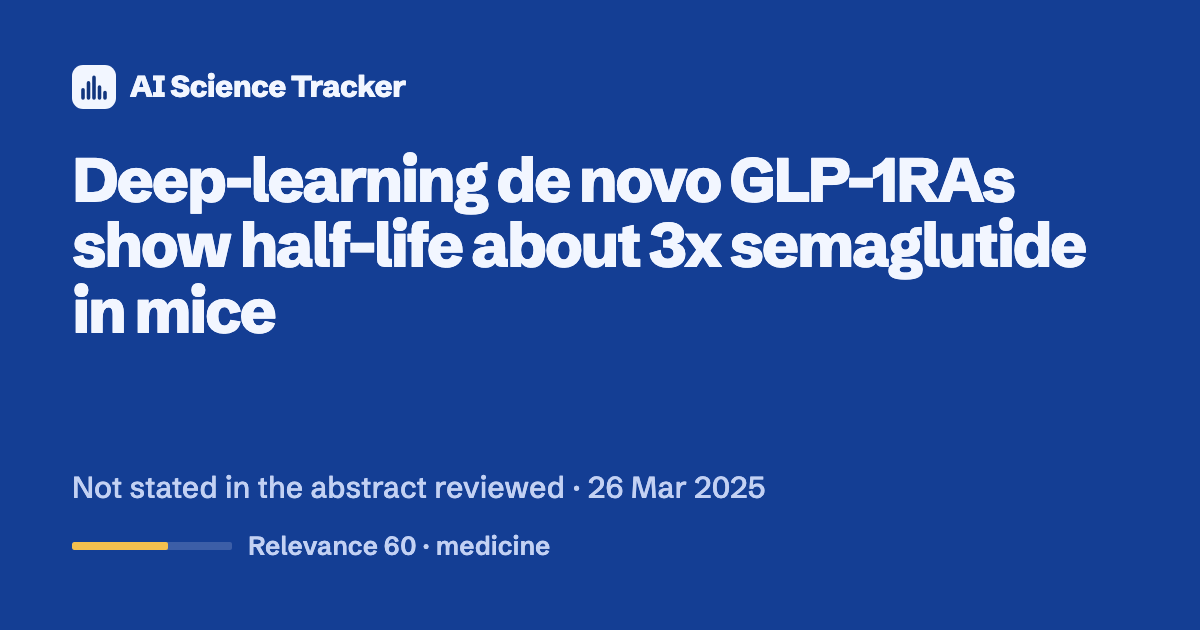 AI Science Tracker
Deep-learning de novo GLP-1RAs
show half-life about 3x semaglutide
in mice
Not stated in the abstract reviewed · 26 Mar 2025
Relevance 60 · medicine